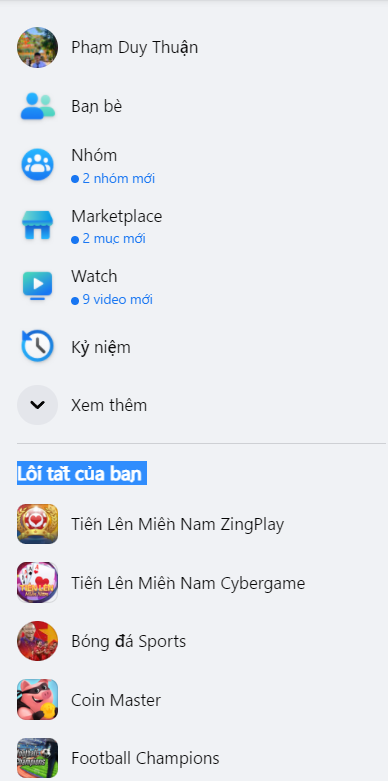 Phạm Duy Thuận
Bạn bè
Nhóm
2 nhóm mới
Marketplace
2 mục mới
Watch
9 video mới
Kỷ niệm
Xem thêm
Lối tắt của bạn
Tiến Lên Miền Nam ZingPlay
Tiến Lên Miền Nam Cybergame
Bóng đá Sports
Coin Master
Football Champions